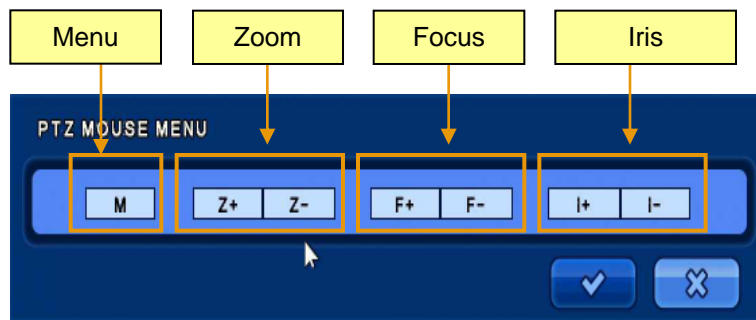 Menu Zoom Focus Iris
PTZ MOUSE MENU
M Z+ Z- F+ F- I+ I-